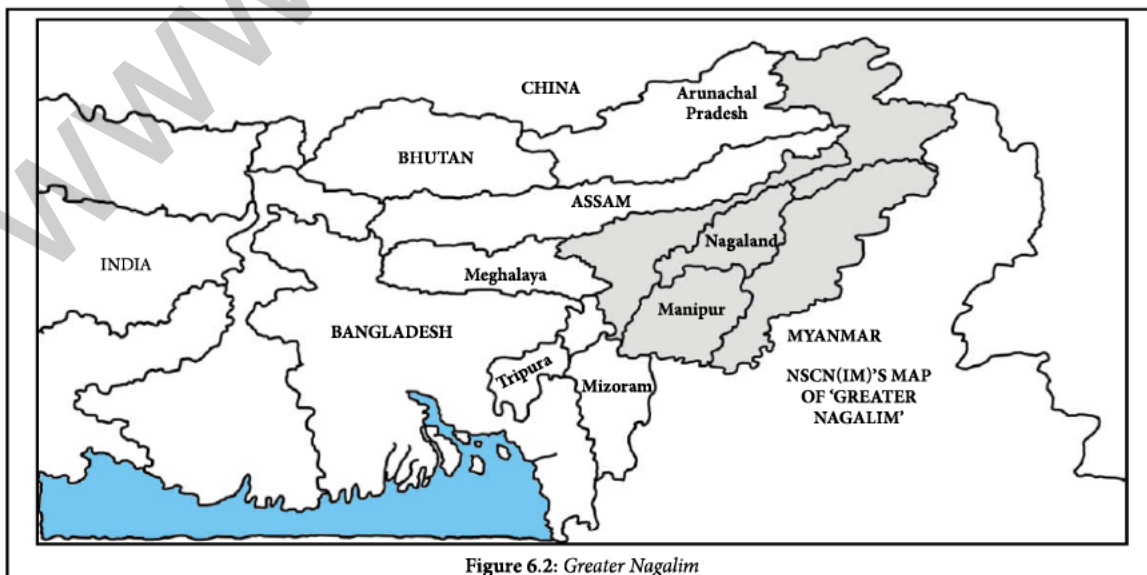 www
CHINA
Arunachal
Pradesh
BHUTAN
ASSAM
Nagaland
INDIA
Meghalaya
Manipur
BANGLADESH
MYANMAR
Tripura
Mizoram
NSCN(IM)'S MAP
OF 'GREATER
NAGALIM'
Figure 6.2: Greater Nagalim